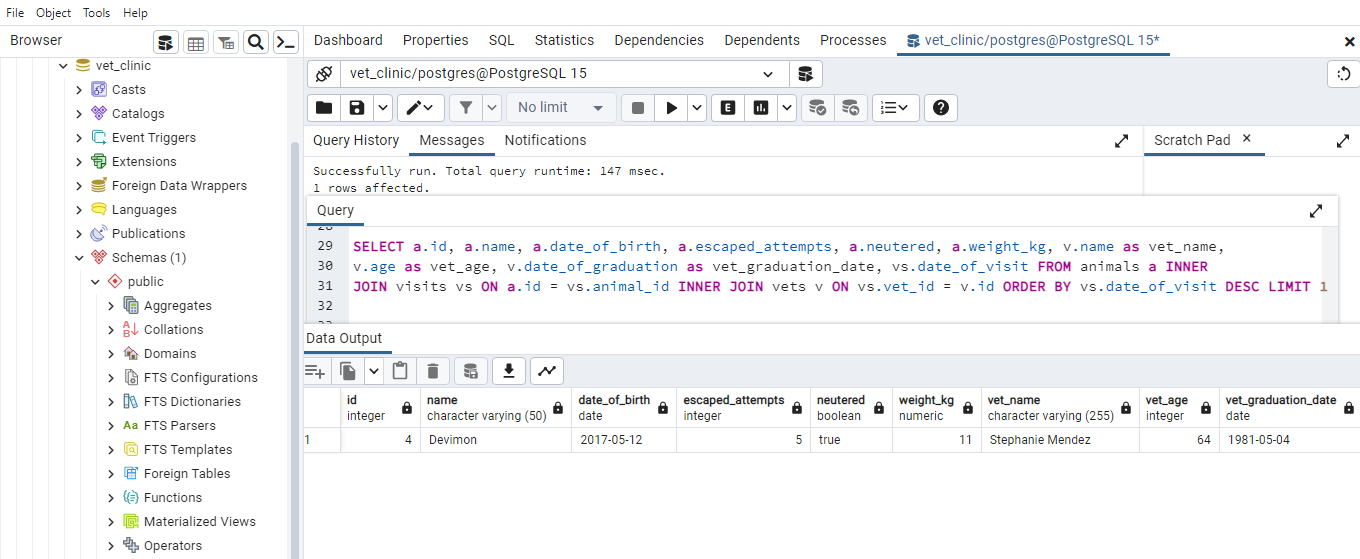 File Object Tools Help
Browser
Dashboard Properties SQL Statistics Dependencies Dependents Processes vet_clinic/postgres@PostgreSQL 15*
vet_clinic
Casts
Catalogs
Event Triggers
Extensions
Foreign Data Wrappers
Languages
Publications
Schemas (1)
public
Aggregates
Collations
Domains
FTS Configurations
FTS Dictionaries
Aa FTS Parsers
FTS Templates
Foreign Tables
Functions
Materialized Views
Operators
vet_clinic/postgres@PostgreSQL 15
No limit
E
Query History Messages Notifications
Scratch Pad
Successfully run. Total query runtime: 147 msec.
1 rows affected.
Query
28
29 SELECT a.id, a.name, a.date_of_birth, a.escaped_attempts, a.neutered, a.weight_kg, v.name as vet_name,
30 v.age as vet_age, v.date_of_graduation as vet_graduation_date, vs.date_of_visit FROM animals a INNER
31 JOIN visits vs ON a.id = vs.animal_id INNER JOIN vets v ON vs.vet_id = v.id ORDER BY vs.date_of_visit DESC LIMIT 1
32
Data Output
id name date_of_birth escaped_attempts neutered weight_kg vet_name vet_age vet_graduation_date
integer character varying (50) date integer boolean numeric character varying (255) integer date
1 4 Devimon 2017-05-12 5 true 11 Stephanie Mendez 64 1981-05-04